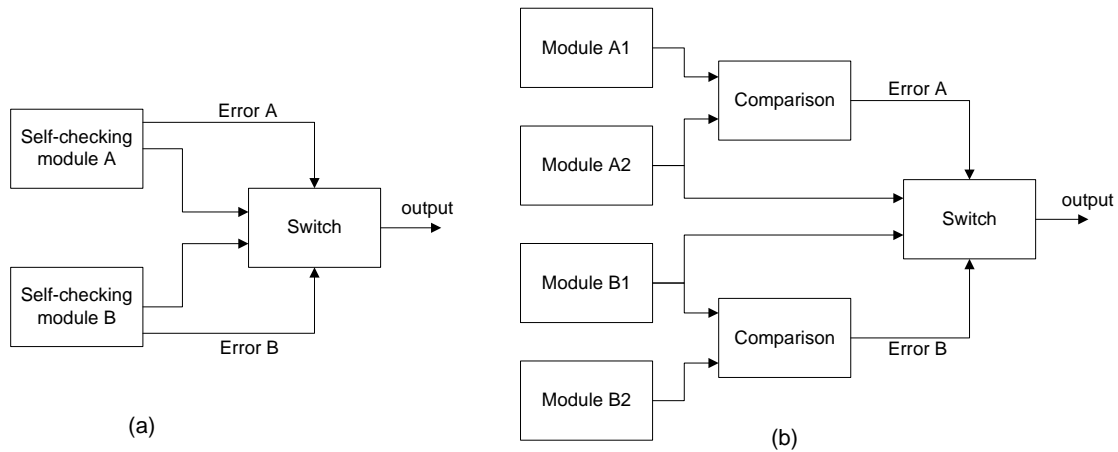 Self-checking
module A
Error A
Switch
output
Self-checking
module B
Error B
(a)
Module A1
Comparison
Error A
Module A2
Switch
output
Module B1
Comparison
Error B
Module B2
(b)